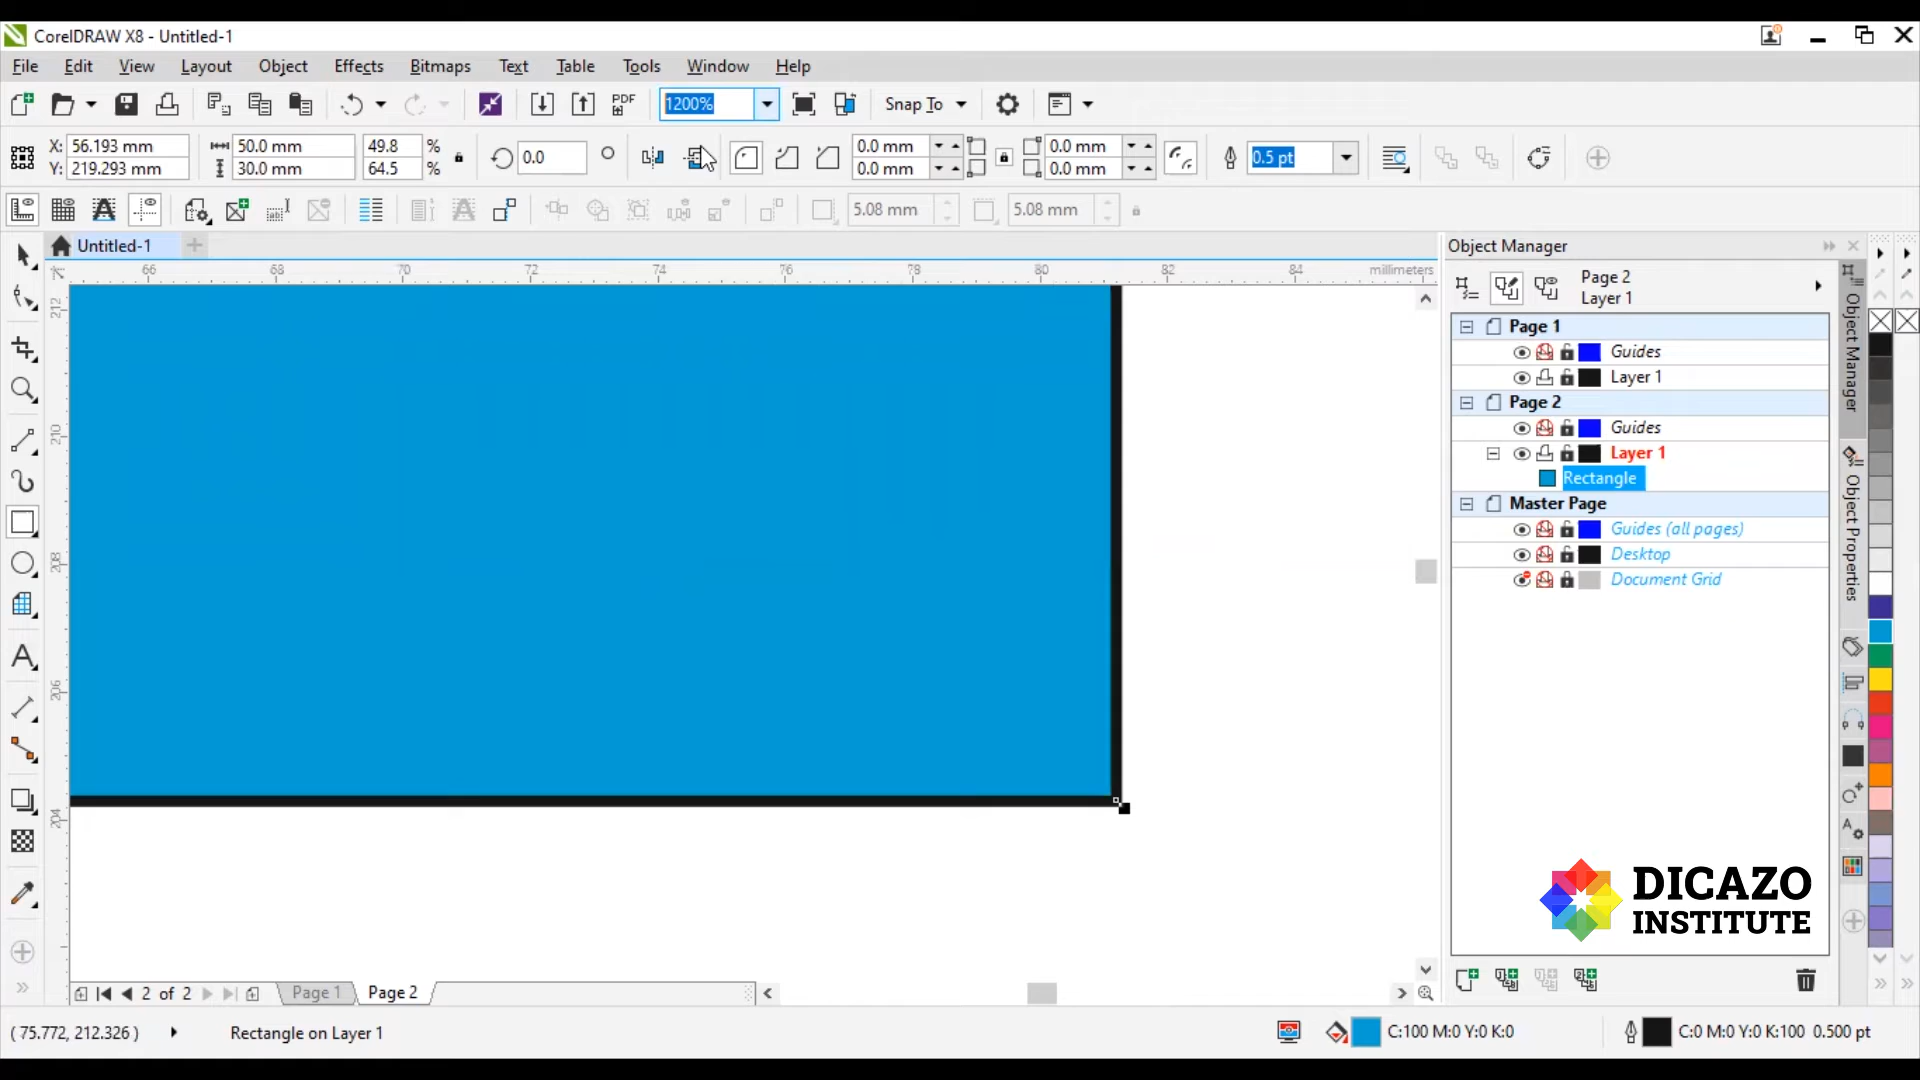 CorelDRAW X8 - Untitled-1
File Edit View Layout Object Effects Bitmaps Text Table Tools Window Help
PDF 1200% Snap To
X: 56.193 mm 50.0 mm 49.8 % 0.0 0.0 mm 0.0 mm 0.5 pt
Y: 219.293 mm 30.0 mm 64.5 % 0.0 mm 0.0 mm
5.08 mm 5.08 mm
Untitled-1
66 68 70 72 74 76 78 80 82 84 millimeters
212
210
208
206
204
Object Manager
Page 2
Layer 1
Page 1
Guides
Layer 1
Page 2
Guides
Layer 1
Rectangle
Master Page
Guides (all pages)
Desktop
Document Grid
Object Manager
Object Properties
DICAZO
INSTITUTE
2 of 2 Page 1 Page 2
( 75.772, 212.326 ) Rectangle on Layer 1 C:100 M:0 Y:0 K:0 C:0 M:0 Y:0 K:100 0.500 pt